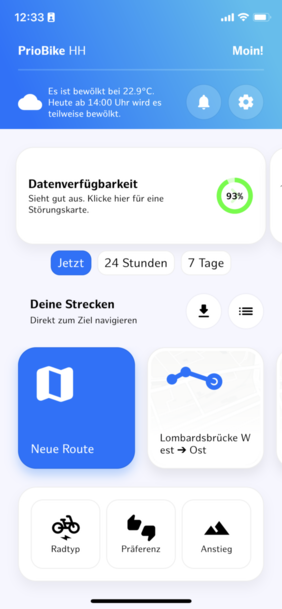 12:33
PrioBike HH
Moin!
Es ist bewölkt bei 22.9°C.
Heute ab 14:00 Uhr wird es
teilweise bewölkt.
Datenverfügbarkeit
Sieht gut aus. Klicke hier für eine
Störungskarte.
93%
Jetzt
24 Stunden
7 Tage
Deine Strecken
Direkt zum Ziel navigieren
Neue Route
Lombardsbrücke W
est ➔ Ost
Radtyp
Präferenz
Anstieg